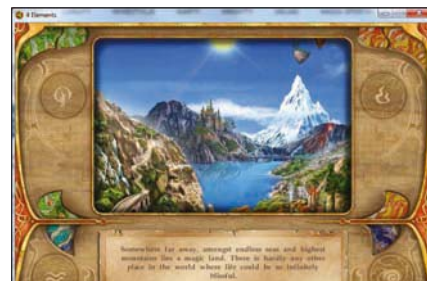 4 Elements
Somewhere far away, amongst endless seas and highest
mountains lies a magic land. There is hardly any other
place in the world where life could be so infinitely
blissful.